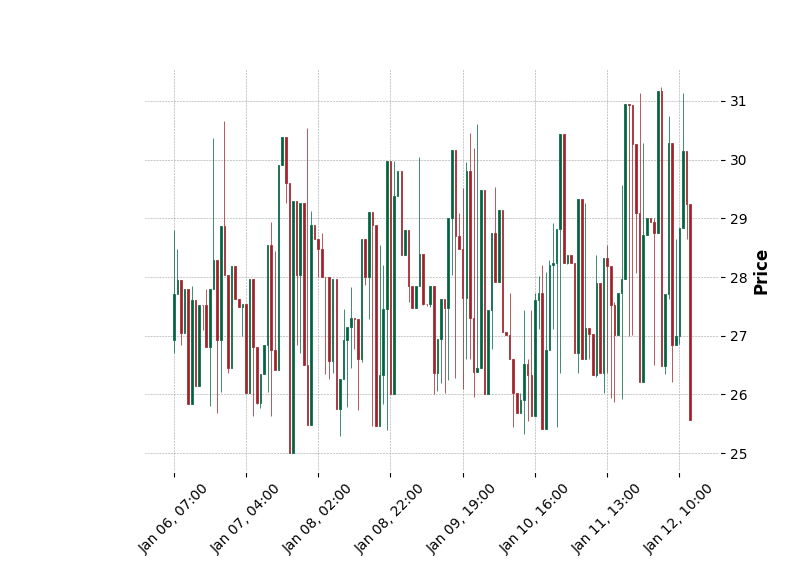 31
30
29
28
27
26
25
Price
Jan 06, 07:00
Jan 07, 04:00
Jan 08, 02:00
Jan 08, 22:00
Jan 09, 19:00
Jan 10, 16:00
Jan 11, 13:00
Jan 12, 10:00